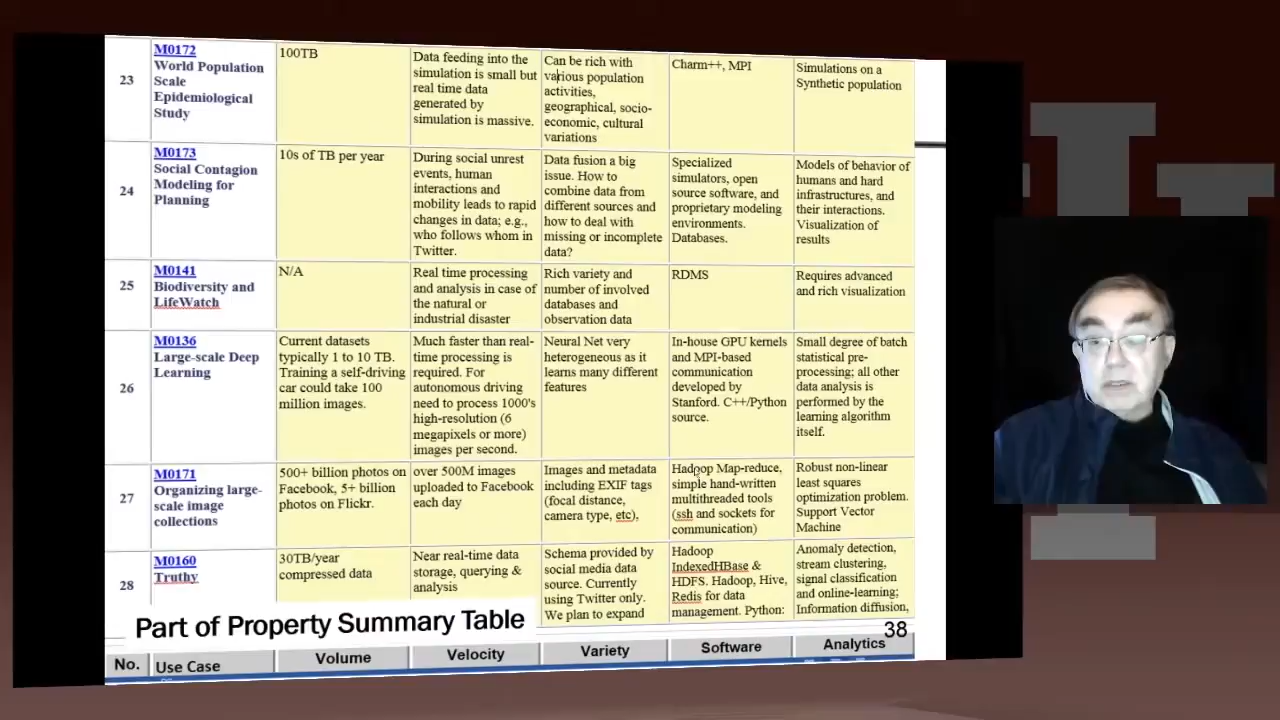 23
M0172
World Population
Scale
Epidemiological
Study
100TB
Data feeding into the
simulation is small but
real time data
generated by
simulation is massive.
Can be rich with
various population
activities,
geographical, socio-
economic, cultural
variations
Charm++, MPI
Simulations on a
Synthetic population
24
M0173
Social Contagion
Modeling for
Planning
10s of TB per year
During social unrest
events, human
interactions and
mobility leads to rapid
changes in data; e.g.,
who follows whom in
Twitter.
Data fusion a big
issue. How to
combine data from
different sources and
how to deal with
missing or incomplete
data?
Specialized
simulators, open
source software, and
proprietary modeling
environments.
Databases.
Models of behavior of
humans and hard
infrastructures, and
their interactions.
Visualization of
results
25
M0141
Biodiversity and
LifeWatch
N/A
Real time processing
and analysis in case of
the natural or
industrial disaster
Rich variety and
number of involved
databases and
observation data
RDMS
Requires advanced
and rich visualization
26
M0136
Large-scale Deep
Learning
Current datasets
typically 1 to 10 TB.
Training a self-driving
car could take 100
million images.
Much faster than real-
time processing is
required. For
autonomous driving
need to process 1000's
high-resolution (6
megapixels or more)
images per second.
Neural Net very
heterogeneous as it
learns many different
features
In-house GPU kernels
and MPI-based
communication
developed by
Stanford. C++/Python
source.
Small degree of batch
statistical pre-
processing; all other
data analysis is
performed by the
learning algorithm
itself.
27
M0171
Organizing large-
scale image
collections
500+ billion photos on
Facebook, 5+ billion
photos on Flickr.
over 500M images
uploaded to Facebook
each day
Images and metadata
including EXIF tags
(focal distance,
camera type, etc),
Hadoop Map-reduce,
simple hand-written
multithreaded tools
(ssh and sockets for
communication)
Robust non-linear
least squares
optimization problem.
Support Vector
Machine
28
M0160
Truthy
30TB/year
compressed data
Near real-time data
storage, querying &
analysis
Schema provided by
social media data
source. Currently
using Twitter only.
We plan to expand
Hadoop
IndexedHBase &
HDFS. Hadoop, Hive,
Redis for data
management. Python:
Anomaly detection,
stream clustering,
signal classification
and online-learning;
Information diffusion,
Part of Property Summary Table
38
No.
Use Case
Volume
Velocity
Variety
Software
Analytics